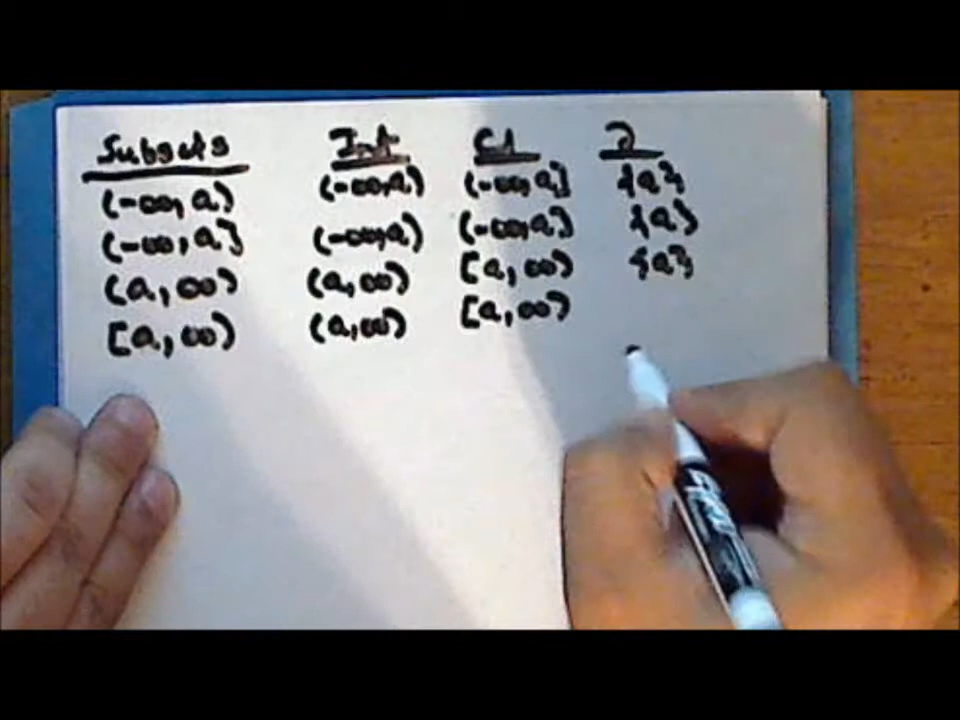 Subsets Int Cl ∂
(-∞, a) (-∞, a) (-∞, a] {a}
(-∞, a] (-∞, a) (-∞, a] {a}
(a, ∞) (a, ∞) [a, ∞) {a}
[a, ∞) (a, ∞) [a, ∞)